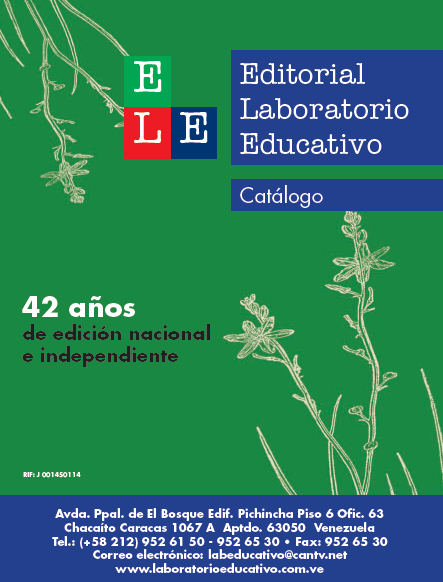 E
L E
Editorial
Laboratorio
Educativo
Catálogo
42 años
de edición nacional
e independiente
RIF: J 001450114
Avda. Ppal. de El Bosque Edif. Pichincha Piso 6 Ofic. 63
Chacaíto Caracas 1067 A Aptdo. 63050 Venezuela
Tel.: (+58 212) 952 61 50 - 952 65 30 • Fax: 952 65 30
Correo electrónico: labeducativo@cantv.net
www.laboratorioeducativo.com.ve